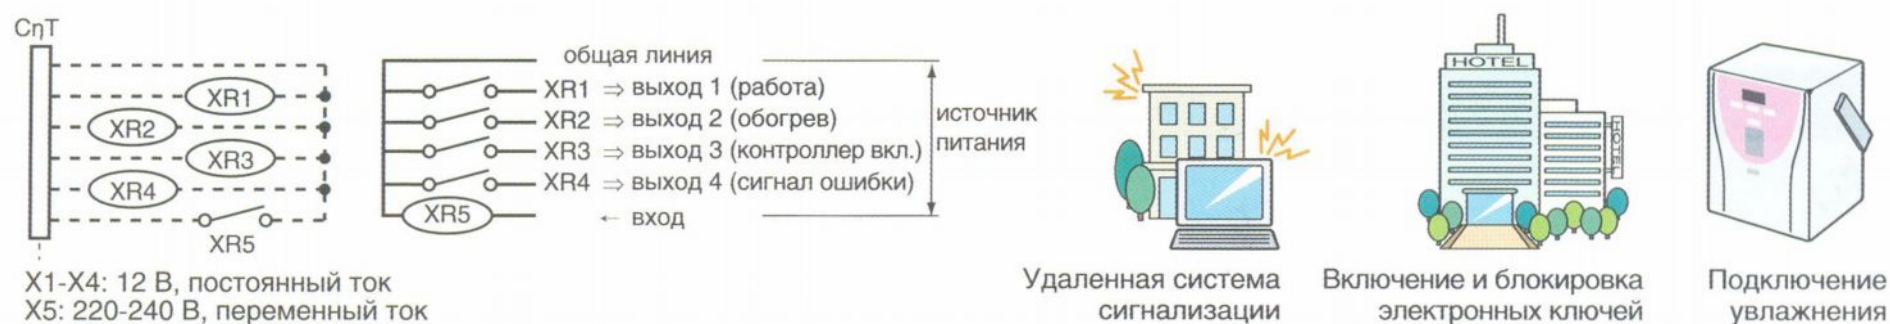 CηT
XR1
XR2
XR3
XR4
XR5
X1-X4: 12 В, постоянный ток
X5: 220-240 В, переменный ток
общая линия
XR1 ⇒ выход 1 (работа)
XR2 ⇒ выход 2 (обогрев)
XR3 ⇒ выход 3 (контроллер вкл.)
XR4 ⇒ выход 4 (сигнал ошибки)
XR5 ← вход
источник
питания
Удаленная система
сигнализации
HOTEL
HOTEL
Включение и блокировка
электронных ключей
Подключение
увлажнения